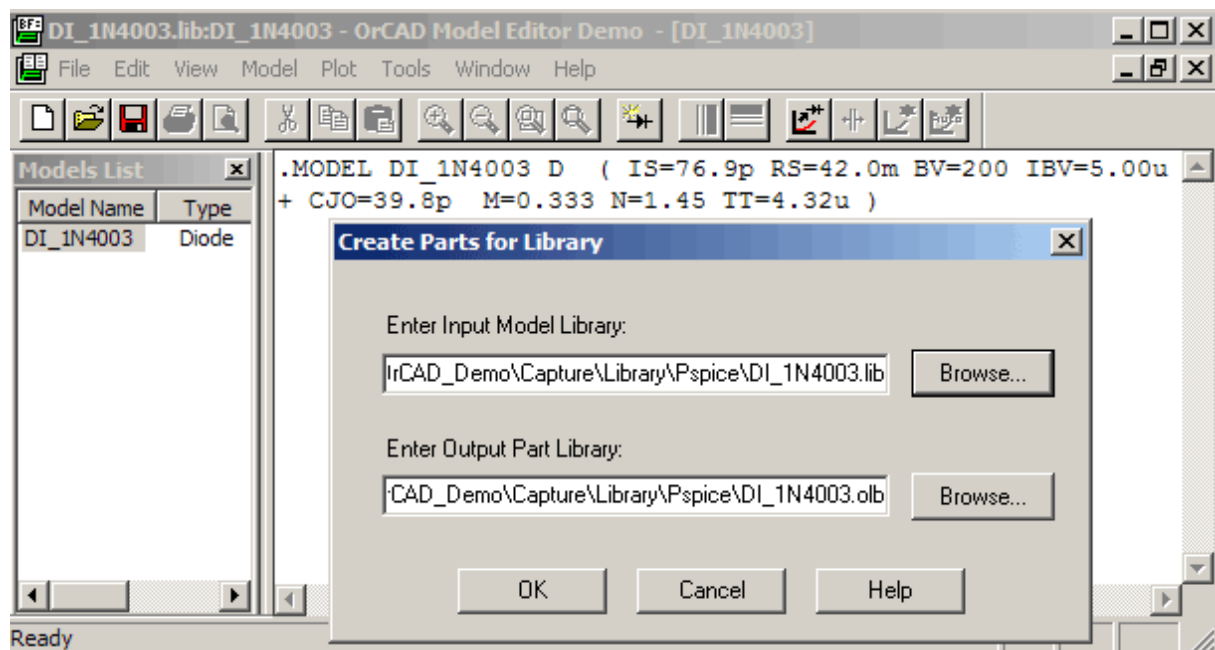 DI_1N4003.lib:DI_1N4003 - OrCAD Model Editor Demo - [DI_1N4003]
File Edit View Model Plot Tools Window Help
Models List
Model Name Type
DI_1N4003 Diode
.MODEL DI_1N4003 D ( IS=76.9p RS=42.0m BV=200 IBV=5.00u
+ CJO=39.8p M=0.333 N=1.45 TT=4.32u )
Create Parts for Library
Enter Input Model Library:
IrCAD_Demo\Capture\Library\Pspice\DI_1N4003.lib Browse...
Enter Output Part Library:
CAD_Demo\Capture\Library\Pspice\DI_1N4003.olb Browse...
OK Cancel Help
Ready